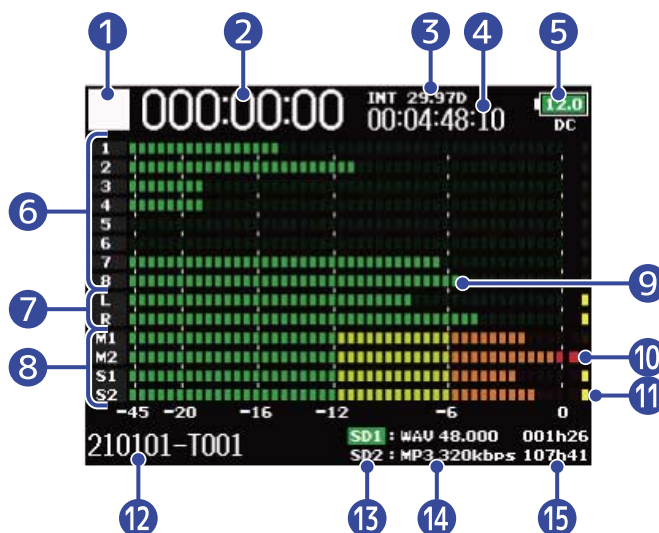 1 2 3 4 5
000:00:00 INT 29.97D 12.0
00:04:48:10 DC
1
2
3
4
6
5
6
7
8
9
7
L
R
8
M1
M2
10
S1
S2
11
-45 -20 -16 -12 -6 0
210101-T001
SD1 : WAV 48.000 001h26
SD2 : MP3 320kbps 107h41
12 13 14 15